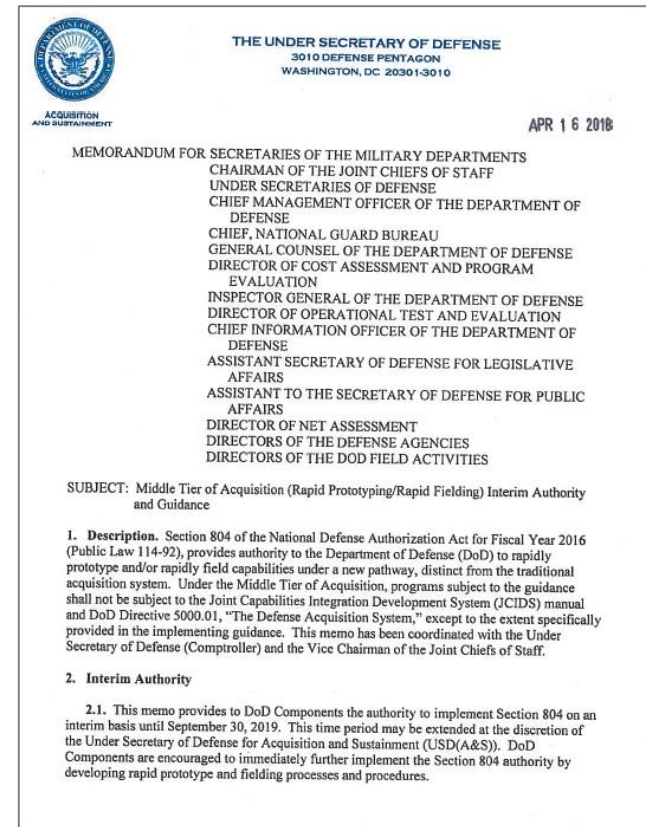 THE UNDER SECRETARY OF DEFENSE
3010 DEFENSE PENTAGON
WASHINGTON, DC 20301-3010
ACQUISITION
AND SUSTAINMENT
APR 16 2018
MEMORANDUM FOR SECRETARIES OF THE MILITARY DEPARTMENTS
CHAIRMAN OF THE JOINT CHIEFS OF STAFF
UNDER SECRETARIES OF DEFENSE
CHIEF MANAGEMENT OFFICER OF THE DEPARTMENT OF
DEFENSE
CHIEF, NATIONAL GUARD BUREAU
GENERAL COUNSEL OF THE DEPARTMENT OF DEFENSE
DIRECTOR OF COST ASSESSMENT AND PROGRAM
EVALUATION
INSPECTOR GENERAL OF THE DEPARTMENT OF DEFENSE
DIRECTOR OF OPERATIONAL TEST AND EVALUATION
CHIEF INFORMATION OFFICER OF THE DEPARTMENT OF
DEFENSE
ASSISTANT SECRETARY OF DEFENSE FOR LEGISLATIVE
AFFAIRS
ASSISTANT TO THE SECRETARY OF DEFENSE FOR PUBLIC
AFFAIRS
DIRECTOR OF NET ASSESSMENT
DIRECTORS OF THE DEFENSE AGENCIES
DIRECTORS OF THE DOD FIELD ACTIVITIES
SUBJECT: Middle Tier of Acquisition (Rapid Prototyping/Rapid Fielding) Interim Authority
and Guidance
1. Description. Section 804 of the National Defense Authorization Act for Fiscal Year 2016
(Public Law 114-92), provides authority to the Department of Defense (DoD) to rapidly
prototype and/or rapidly field capabilities under a new pathway, distinct from the traditional
acquisition system. Under the Middle Tier of Acquisition, programs subject to the guidance
shall not be subject to the Joint Capabilities Integration Development System (JCIDS) manual
and DoD Directive 5000.01, "The Defense Acquisition System," except to the extent specifically
provided in the implementing guidance. This memo has been coordinated with the Under
Secretary of Defense (Comptroller) and the Vice Chairman of the Joint Chiefs of Staff.
2. Interim Authority
2.1. This memo provides to DoD Components the authority to implement Section 804 on an
interim basis until September 30, 2019. This time period may be extended at the discretion of
the Under Secretary of Defense for Acquisition and Sustainment (USD(A&S)). DoD
Components are encouraged to immediately further implement the Section 804 authority by
developing rapid prototype and fielding processes and procedures.